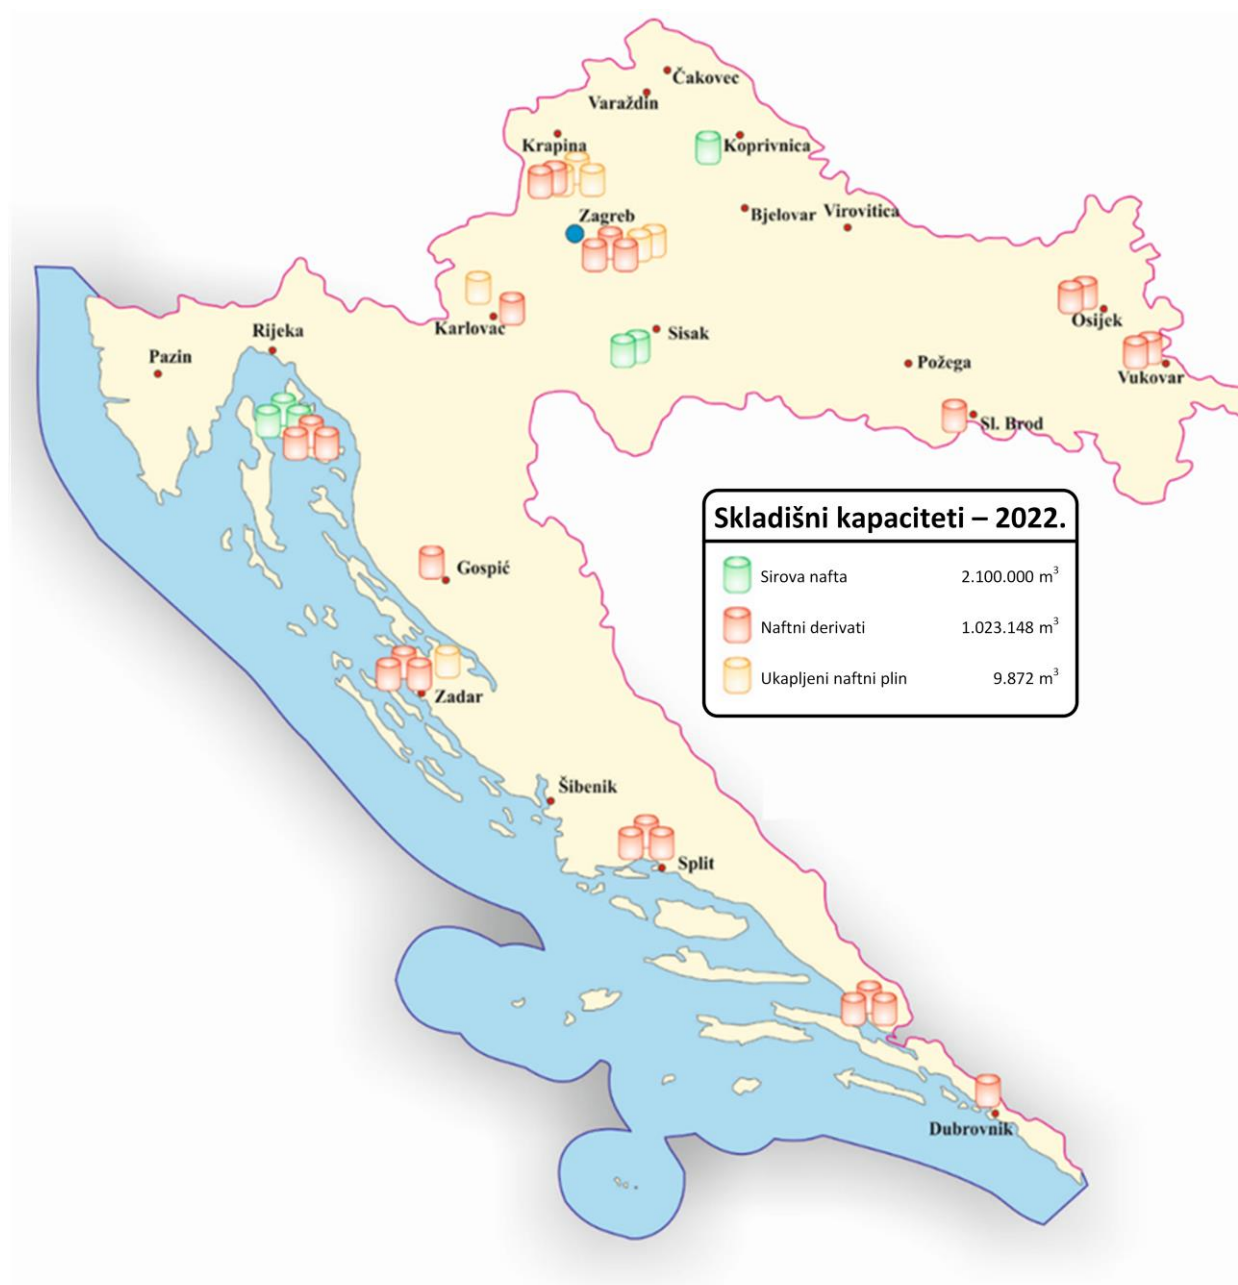 Čakovec
Varaždin
Krapina
Koprivnica
Zagreb
Bjelovar
Virovitica
Karlovac
Sisak
Osijek
Rijeka
Pazin
Požega
Vukovar
Sl. Brod
Skladišni kapaciteti – 2022.
Sirova nafta 2.100.000 m³
Naftni derivati 1.023.148 m³
Ukapljeni naftni plin 9.872 m³
Gospić
Zadar
Šibenik
Split
Dubrovnik